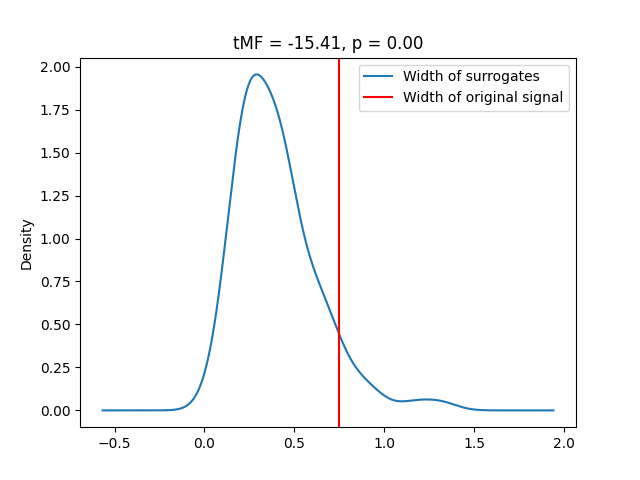 tMF = -15.41, p = 0.00
Width of surrogates
Width of original signal
Density
2.00
1.75
1.50
1.25
1.00
0.75
0.50
0.25
0.00
−0.5 0.0 0.5 1.0 1.5 2.0